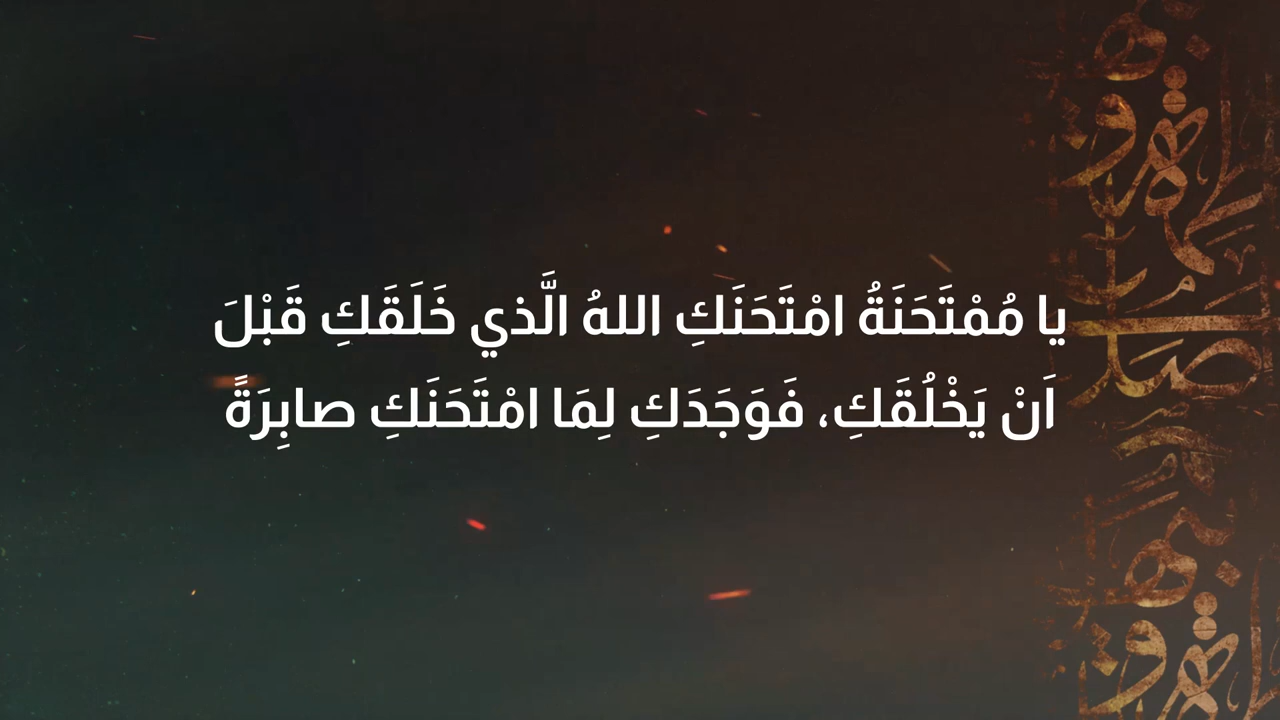 يا مُمْتَحَنَةُ امْتَحَنَكِ اللهُ الَّذي خَلَقَكِ قَبْلَ
اَنْ يَخْلُقَكِ، فَوَجَدَكِ لِمَا امْتَحَنَكِ صابِرَةً